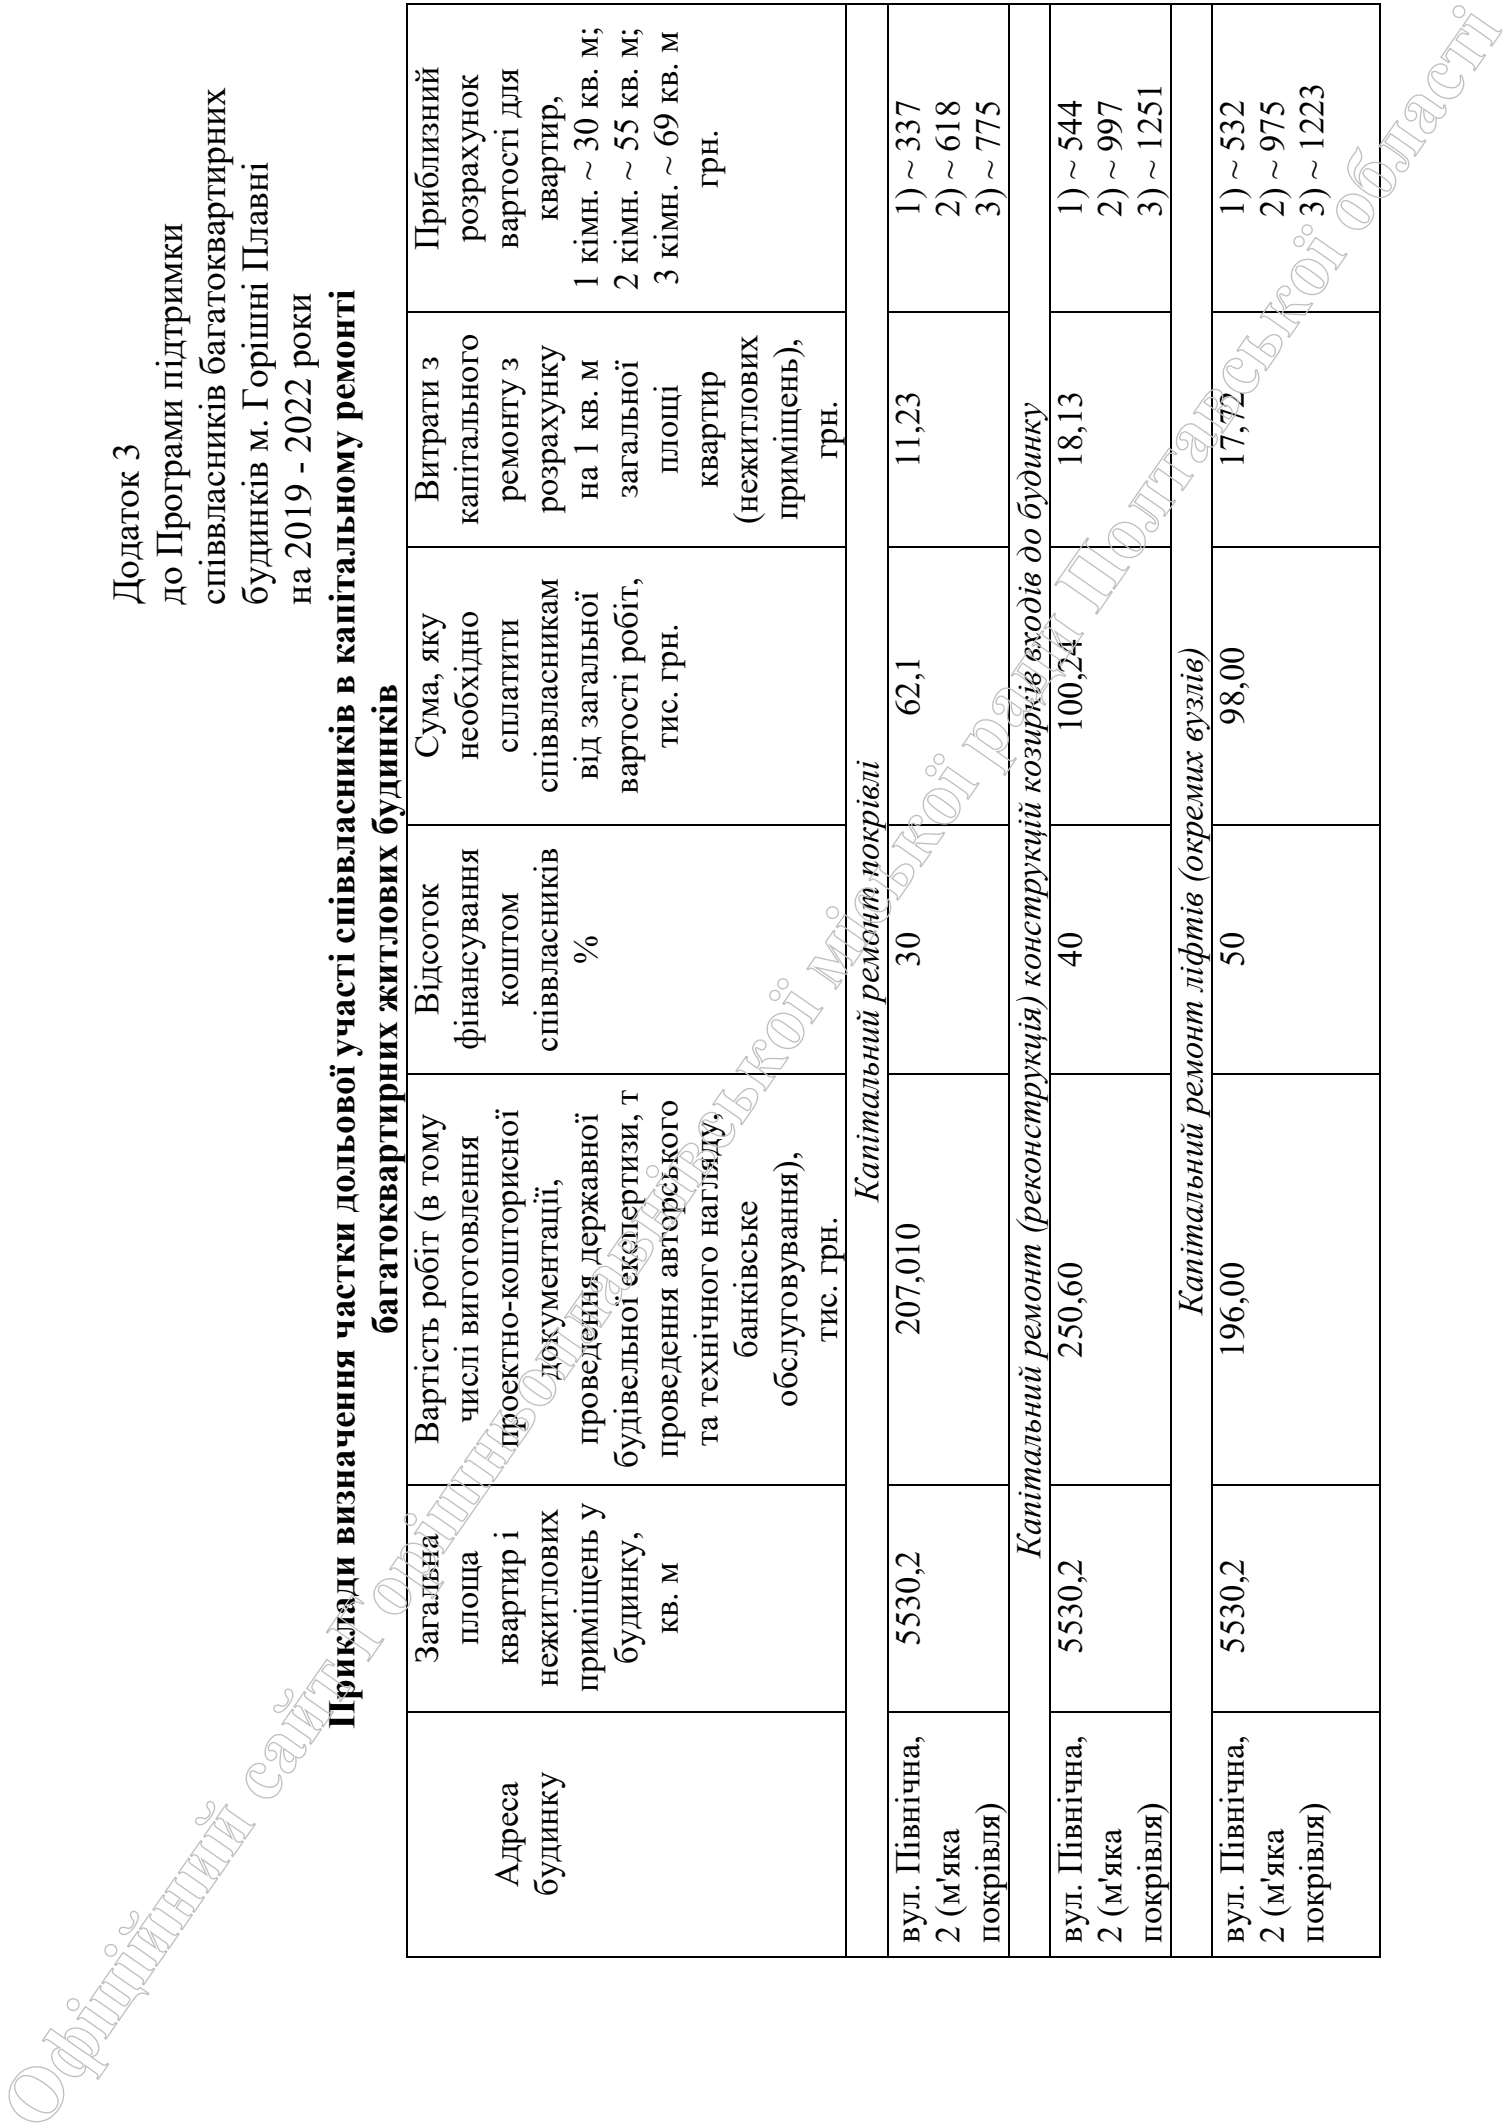 Додаток 3
до Програми підтримки
співвласників багатоквартирних
будинків м. Горішні Плавні
на 2019 - 2022 роки
Приклади визначення частки дольової участі співвласників в капітальному ремонті
багатоквартирних житлових будинків
Адреса
будинку
Загальна
площа
квартир і
нежитлових
приміщень у
будинку,
кв. м
Вартість робіт (в тому
числі виготовлення
проектно-кошторисної
документації,
проведення державної
будівельної експертизи, т
проведення авторського
та технічного нагляду,
банківське
обслуговування),
тис. грн.
Відсоток
фінансування
коштом
співвласників
%
Сума, яку
необхідно
сплатити
співвласникам
від загальної
вартості робіт,
тис. грн.
Витрати з
капітального
ремонту з
розрахунку
на 1 кв. м
загальної
площі
квартир
(нежитлових
приміщень),
грн.
Приблизний
розрахунок
вартості для
квартир,
1 кімн. ~ 30 кв. м;
2 кімн. ~ 55 кв. м;
3 кімн. ~ 69 кв. м
грн.
Капітальний ремонт покрівлі
вул. Північна,
2 (м'яка
покрівля)
5530,2
207,010
30
62,1
11,23
1) ~ 337
2) ~ 618
3) ~ 775
Капітальний ремонт (реконструкція) конструкцій козирків входів до будинку
вул. Північна,
2 (м'яка
покрівля)
5530,2
250,60
40
100,24
18,13
1) ~ 544
2) ~ 997
3) ~ 1251
Капітальний ремонт ліфтів (окремих вузлів)
вул. Північна,
2 (м'яка
покрівля)
5530,2
196,00
50
98,00
17,72
1) ~ 532
2) ~ 975
3) ~ 1223
Офіційний сайт Горішньоплавнівської міської ради Полтавської області